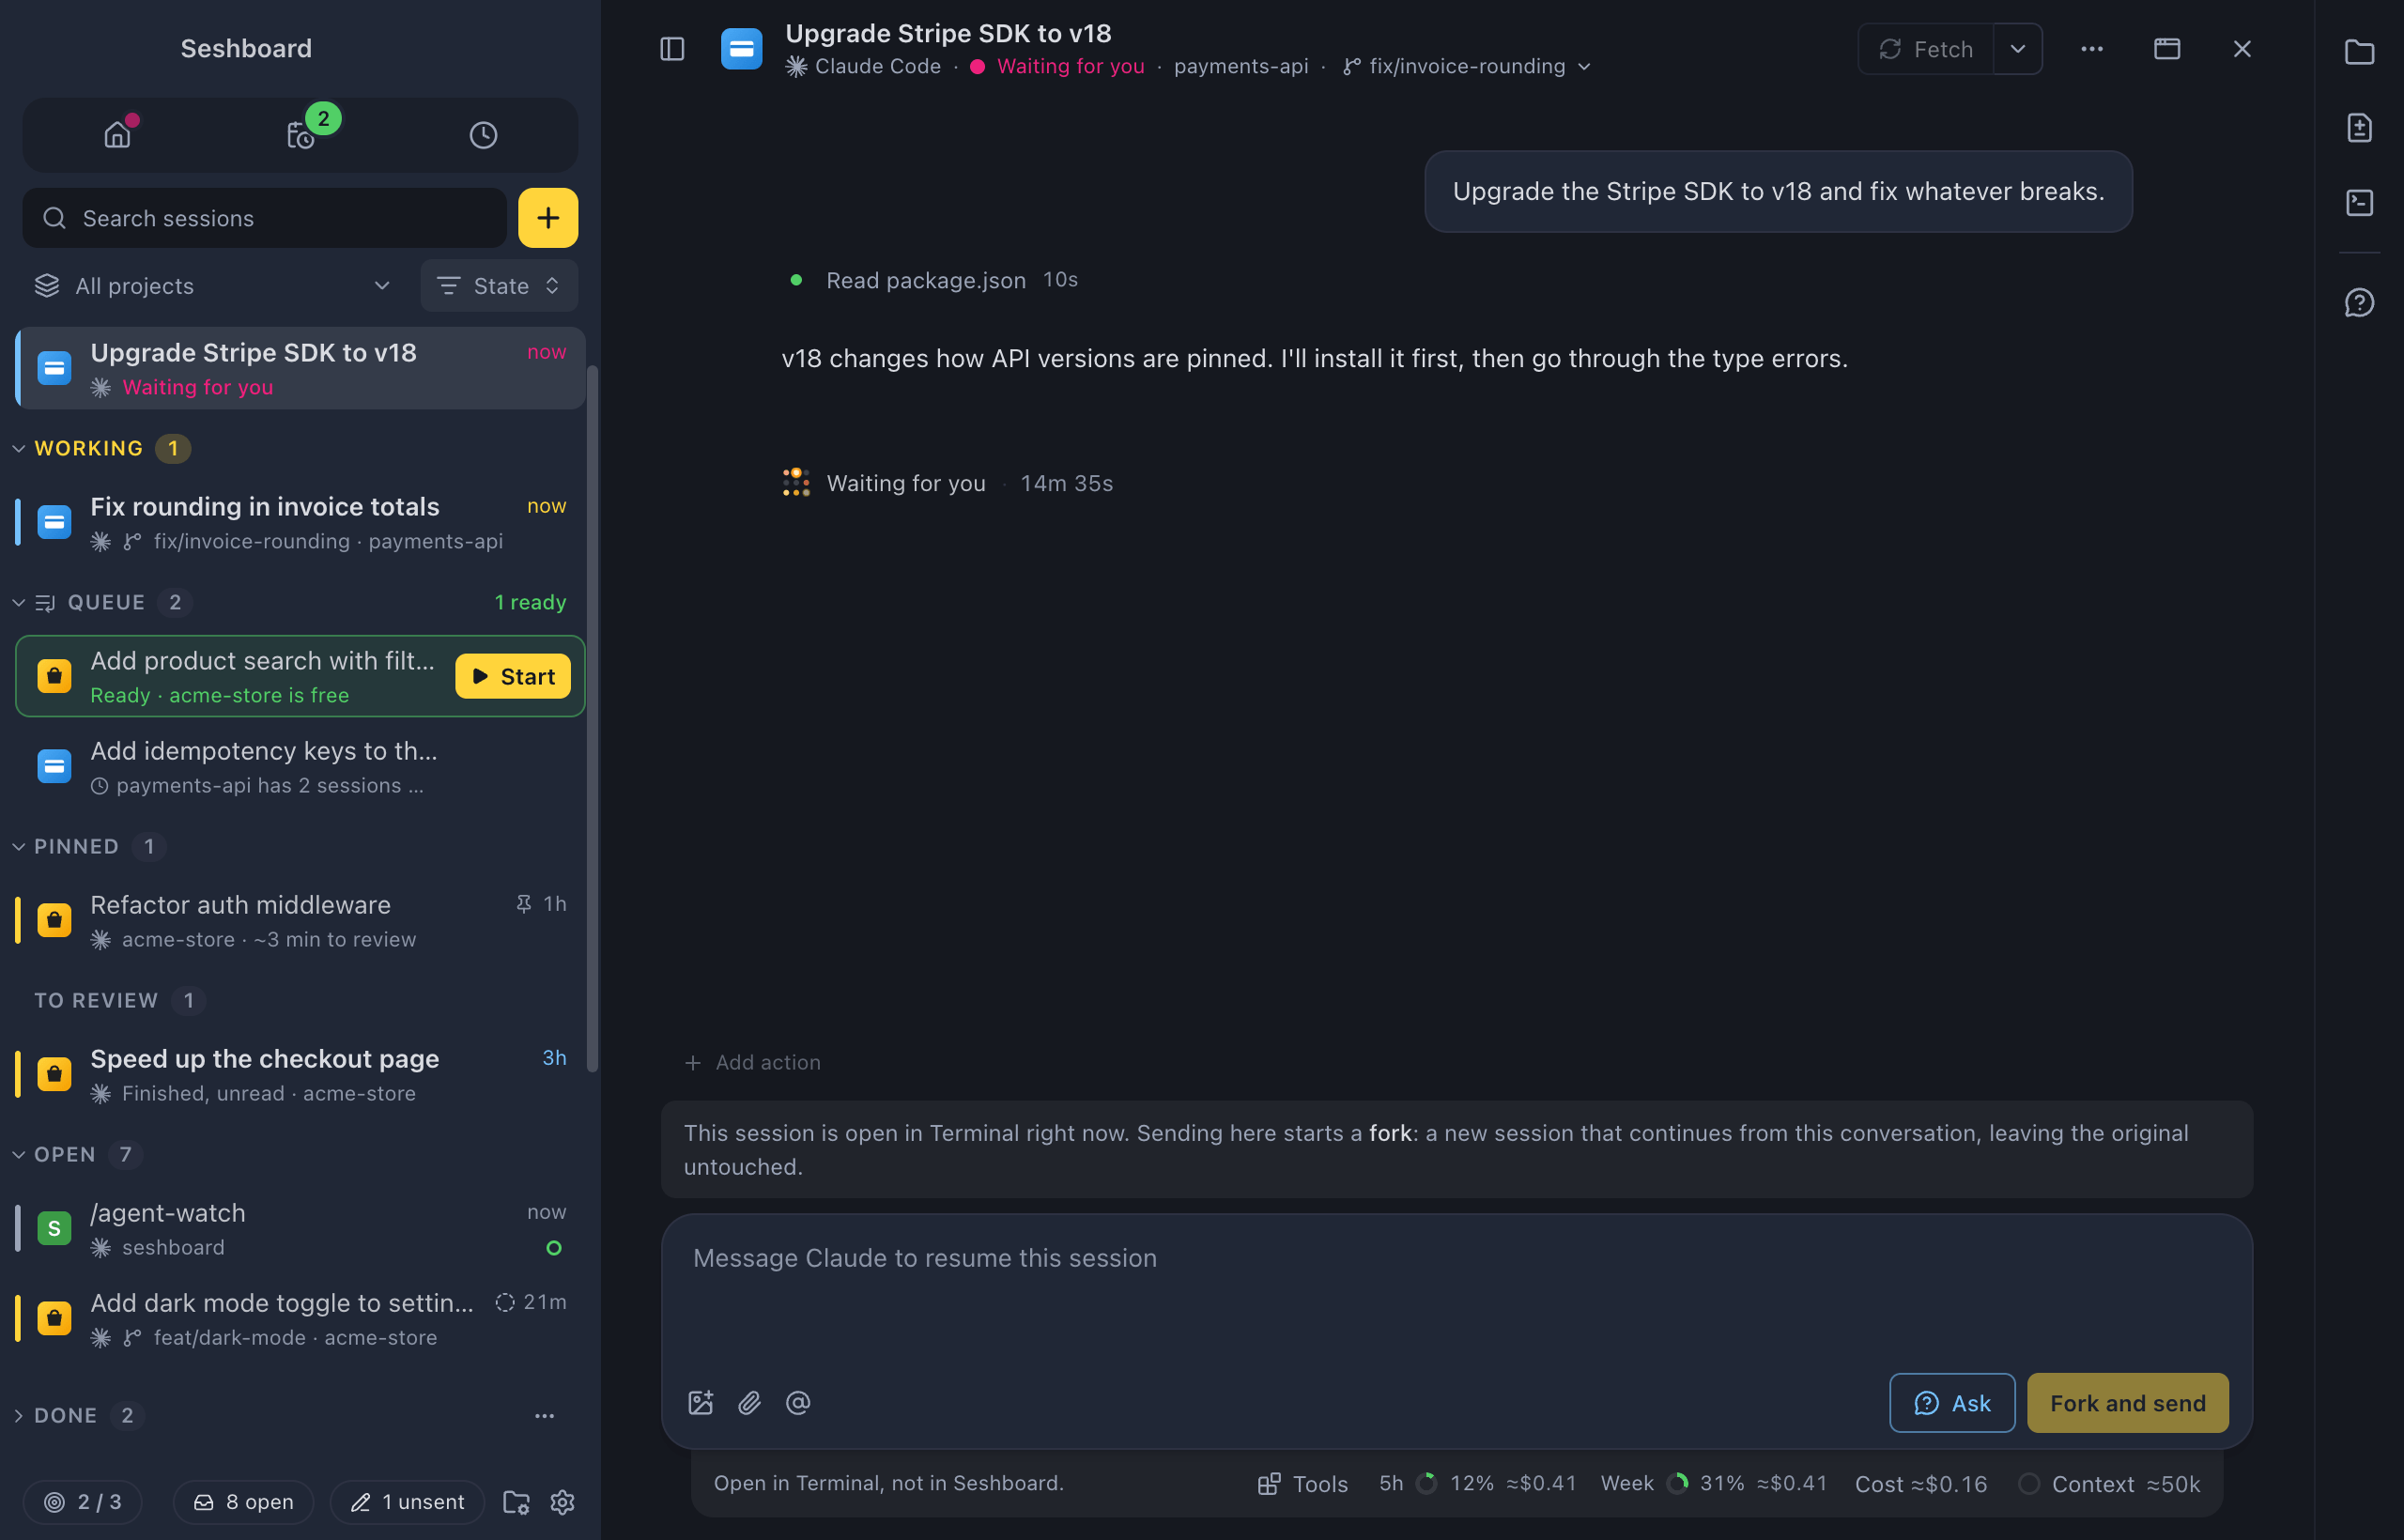 Seshboard
2
Search sessions
All projects
State
Upgrade Stripe SDK to v18
now
Waiting for you
WORKING 1
Fix rounding in invoice totals
now
fix/invoice-rounding · payments-api
QUEUE 2
1 ready
Add product search with filt...
Ready · acme-store is free
Start
Add idempotency keys to th...
payments-api has 2 sessions ...
PINNED 1
Refactor auth middleware
1h
acme-store · ~3 min to review
TO REVIEW 1
Speed up the checkout page
3h
Finished, unread · acme-store
OPEN 7
S
/agent-watch
now
seshboard
Add dark mode toggle to settin...
21m
feat/dark-mode · acme-store
DONE 2
2 / 3
8 open
1 unsent
Upgrade Stripe SDK to v18
Claude Code · Waiting for you · payments-api · fix/invoice-rounding
Fetch
Upgrade the Stripe SDK to v18 and fix whatever breaks.
Read package.json 10s
v18 changes how API versions are pinned. I'll install it first, then go through the type errors.
Waiting for you · 14m 35s
Add action
This session is open in Terminal right now. Sending here starts a fork: a new session that continues from this conversation, leaving the original
untouched.
Message Claude to resume this session
Ask
Fork and send
Open in Terminal, not in Seshboard.
Tools
5h 12% ≈$0.41
Week 31% ≈$0.41
Cost ≈$0.16
Context ≈50k